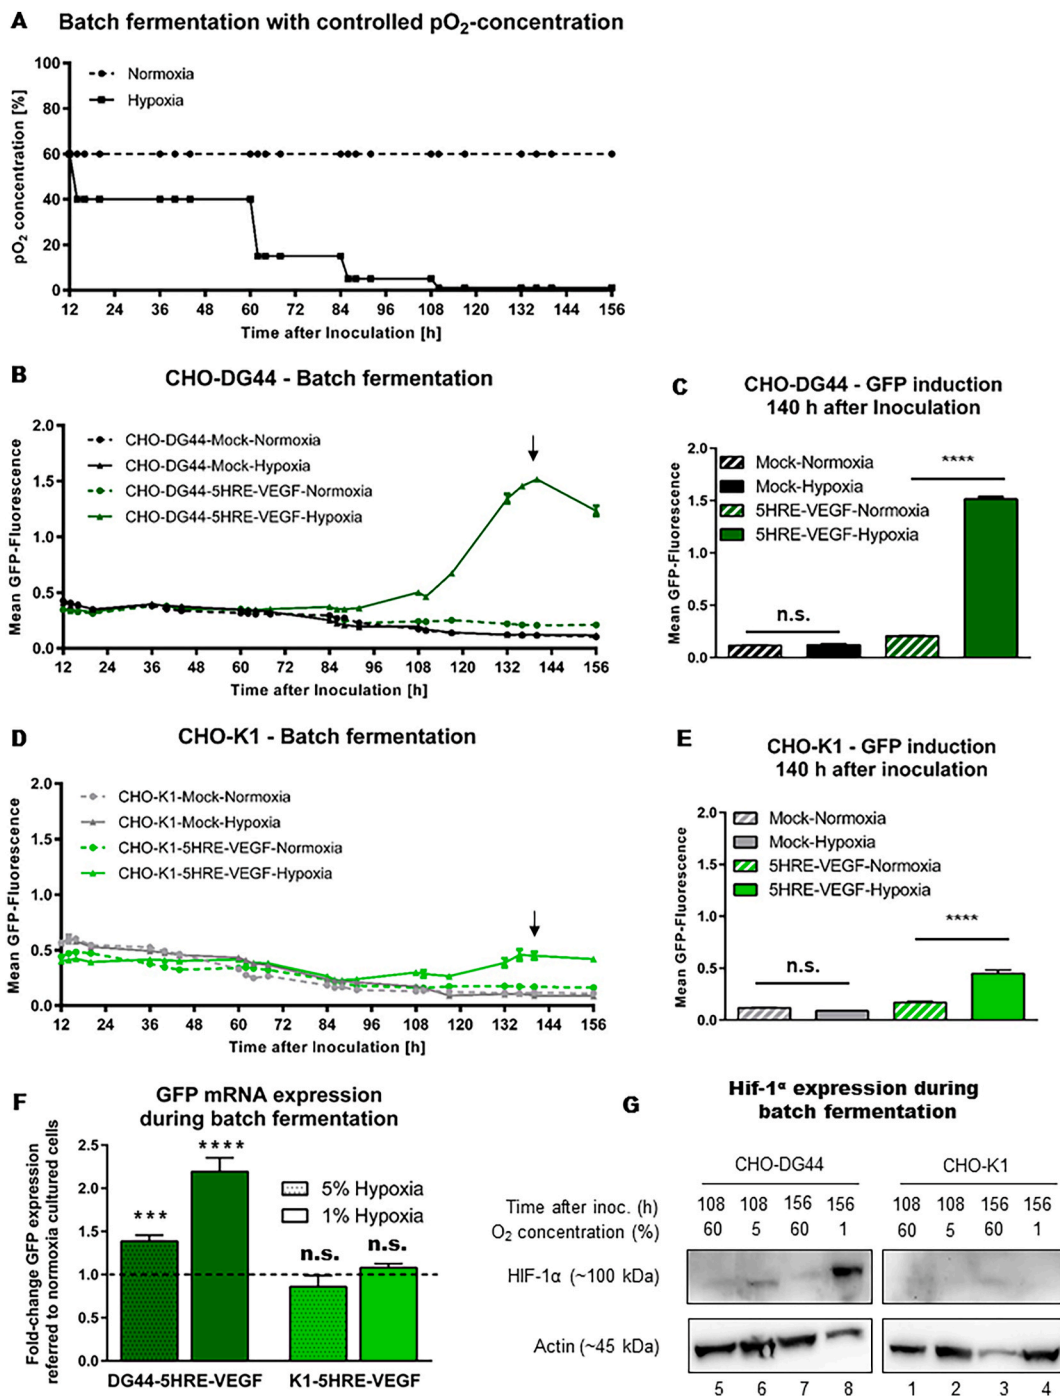 A Batch fermentation with controlled pO2-concentration
pO2 concentration [%]
100
80
60
40
20
0
Normoxia
Hypoxia
12 24 36 48 60 72 84 96 108 120 132 144 156
Time after Inoculation [h]
B CHO-DG44 - Batch fermentation
Mean GFP-Fluorescence
2.0
1.5
1.0
0.5
0.0
CHO-DG44-Mock-Normoxia
CHO-DG44-Mock-Hypoxia
CHO-DG44-5HRE-VEGF-Normoxia
CHO-DG44-5HRE-VEGF-Hypoxia
12 24 36 48 60 72 84 96 108 120 132 144 156
Time after Inoculation [h]
C CHO-DG44 - GFP induction
140 h after Inoculation
Mean GFP-Fluorescence
2.0
1.5
1.0
0.5
0.0
Mock-Normoxia
Mock-Hypoxia
5HRE-VEGF-Normoxia
5HRE-VEGF-Hypoxia
n.s.
****
D CHO-K1 - Batch fermentation
Mean GFP-Fluorescence
2.0
1.5
1.0
0.5
0.0
CHO-K1-Mock-Normoxia
CHO-K1-Mock-Hypoxia
CHO-K1-5HRE-VEGF-Normoxia
CHO-K1-5HRE-VEGF-Hypoxia
12 24 36 48 60 72 84 96 108 120 132 144 156
Time after Inoculation [h]
E CHO-K1 - GFP induction
140 h after inoculation
Mean GFP-Fluorescence
2.0
1.5
1.0
0.5
0.0
Mock-Normoxia
Mock-Hypoxia
5HRE-VEGF-Normoxia
5HRE-VEGF-Hypoxia
n.s.
****
F GFP mRNA expression
during batch fermentation
Fold-change GFP expression
referred to normoxia cultured cells
2.5
2.0
1.5
1.0
0.5
0.0
***
****
n.s.
n.s.
5% Hypoxia
1% Hypoxia
DG44-5HRE-VEGF K1-5HRE-VEGF
G Hif-1α expression during
batch fermentation
CHO-DG44 CHO-K1
Time after inoc. (h) 108 108 156 156 108 108 156 156
O2 concentration (%) 60 5 60 1 60 5 60 1
HIF-1α (~100 kDa)
Actin (~45 kDa)
5 6 7 8 1 2 3 4